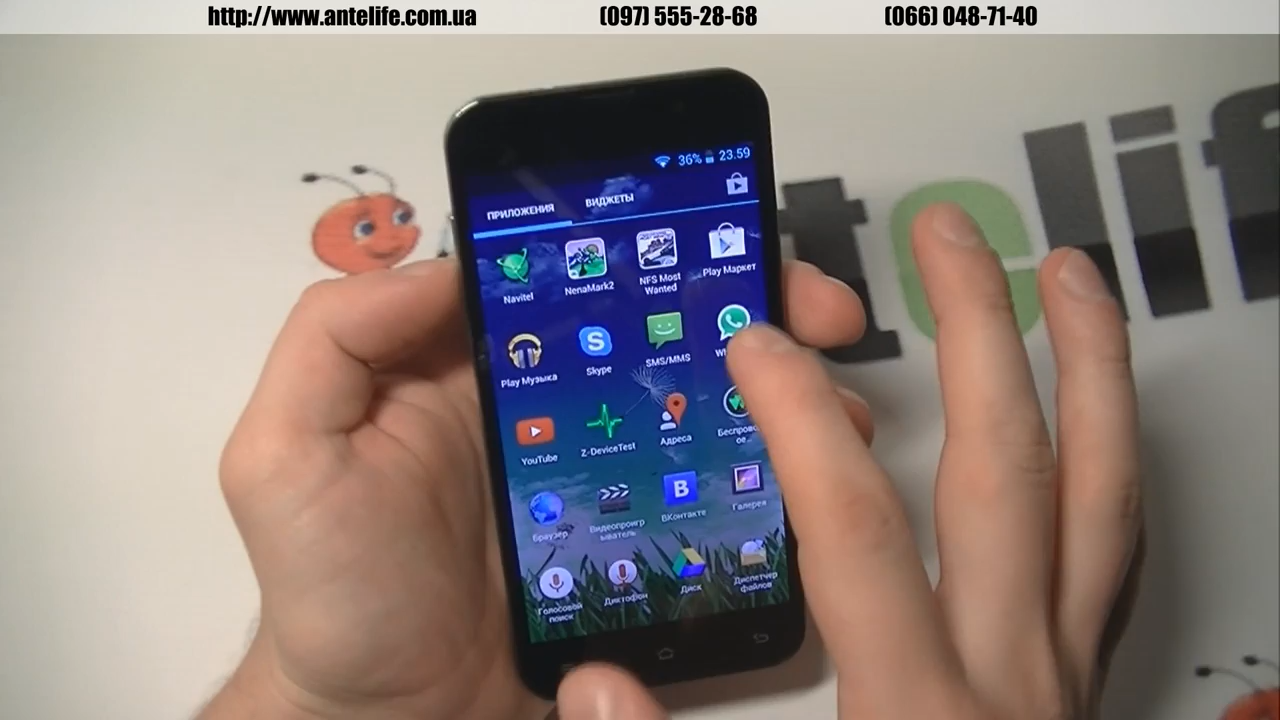 http://www.antelife.com.ua (097) 555-28-68 (066) 048-71-40
36% 23.59
ПРИЛОЖЕНИЯ ВИДЖЕТЫ
Navitel NenaMark2 NFS Most Wanted Play Маркет
Play Музыка Skype SMS/MMS
YouTube Z-DeviceTest Адреса
Браузер Видеопроигрыватель ВКонтакте Галерея
Голосовой поиск Диктофон Диск Диспетчер файлов
telif